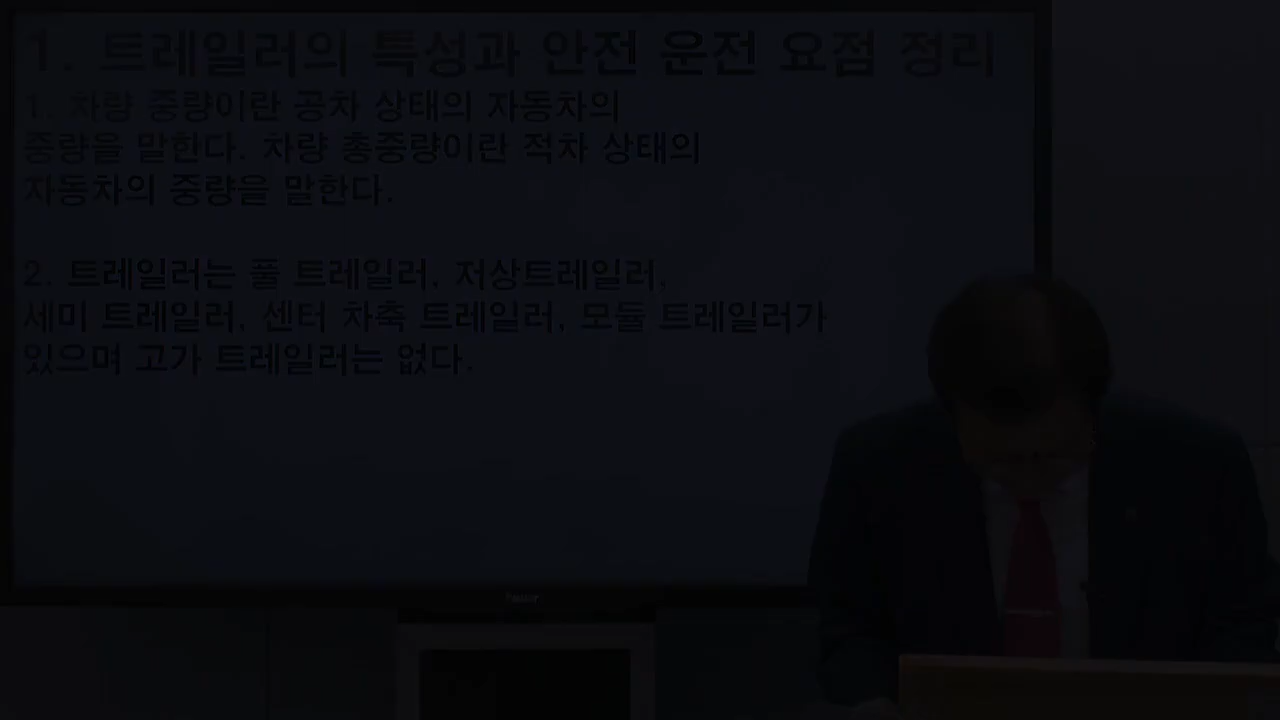 1. 트레일러의 특성과 안전 운전 요점 정리
1. 차량 중량이란 공차 상태의 자동차의
중량을 말한다. 차량 총중량이란 적차 상태의
자동차의 중량을 말한다.
2. 트레일러는 풀 트레일러, 저상트레일러,
세미 트레일러, 센터 차축 트레일러, 모듈 트레일러가
있으며 고가 트레일러는 없다.